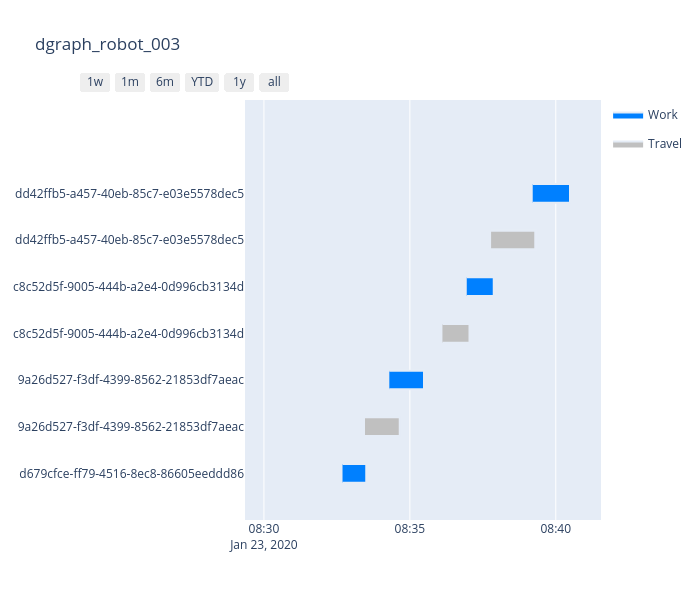 dgraph_robot_003
1w 1m 6m YTD 1y all
Work
Travel
dd42ffb5-a457-40eb-85c7-e03e5578dec5
dd42ffb5-a457-40eb-85c7-e03e5578dec5
c8c52d5f-9005-444b-a2e4-0d996cb3134d
c8c52d5f-9005-444b-a2e4-0d996cb3134d
9a26d527-f3df-4399-8562-21853df7aeac
9a26d527-f3df-4399-8562-21853df7aeac
d679cfce-ff79-4516-8ec8-86605eeddd86
08:30 08:35 08:40
Jan 23, 2020